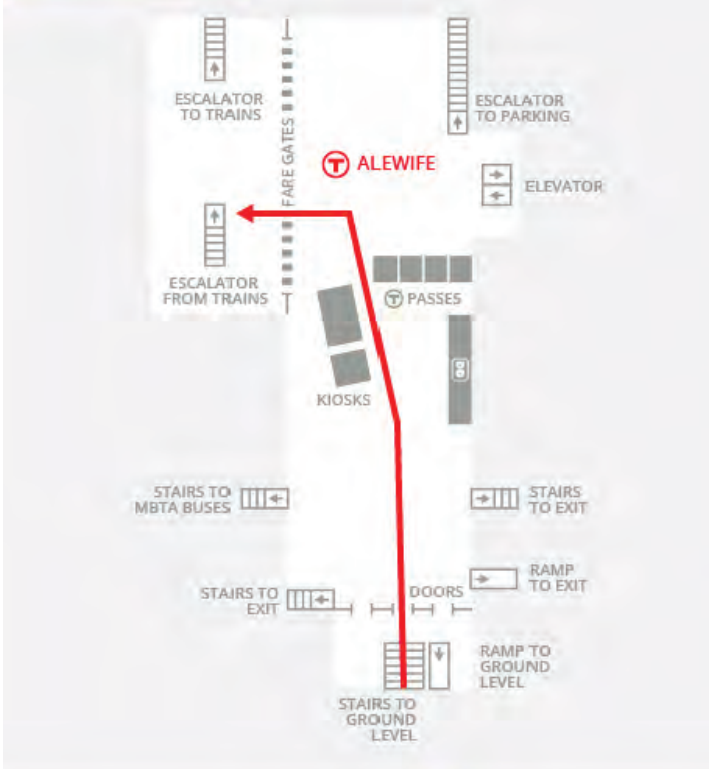 ESCALATOR
TO TRAINS
FARE GATES
ESCALATOR
TO PARKING
T ALEWIFE
ELEVATOR
ESCALATOR
FROM TRAINS
T PASSES
KIOSKS
STAIRS TO
MBTA BUSES
STAIRS
TO EXIT
RAMP
TO EXIT
STAIRS TO
EXIT
DOORS
RAMP TO
GROUND
LEVEL
STAIRS TO
GROUND
LEVEL